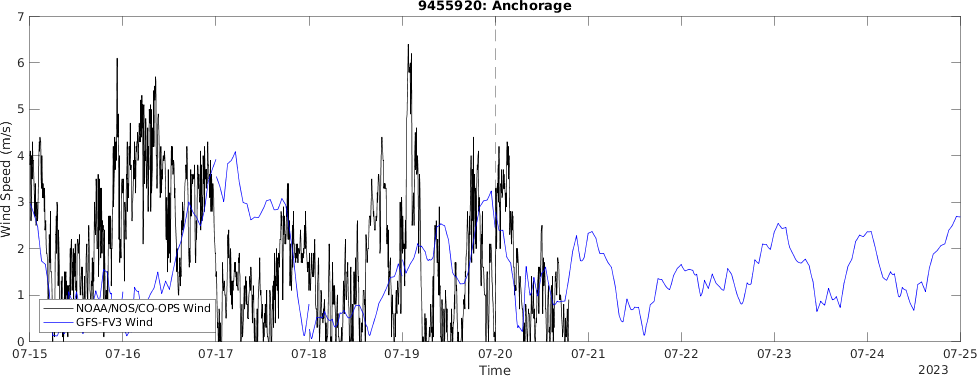 9455920: Anchorage
7
6
5
4
3
2
1
0
Wind Speed (m/s)
NOAA/NOS/CO-OPS Wind
GFS-FV3 Wind
07-15 07-16 07-17 07-18 07-19 07-20 07-21 07-22 07-23 07-24 07-25
Time
2023